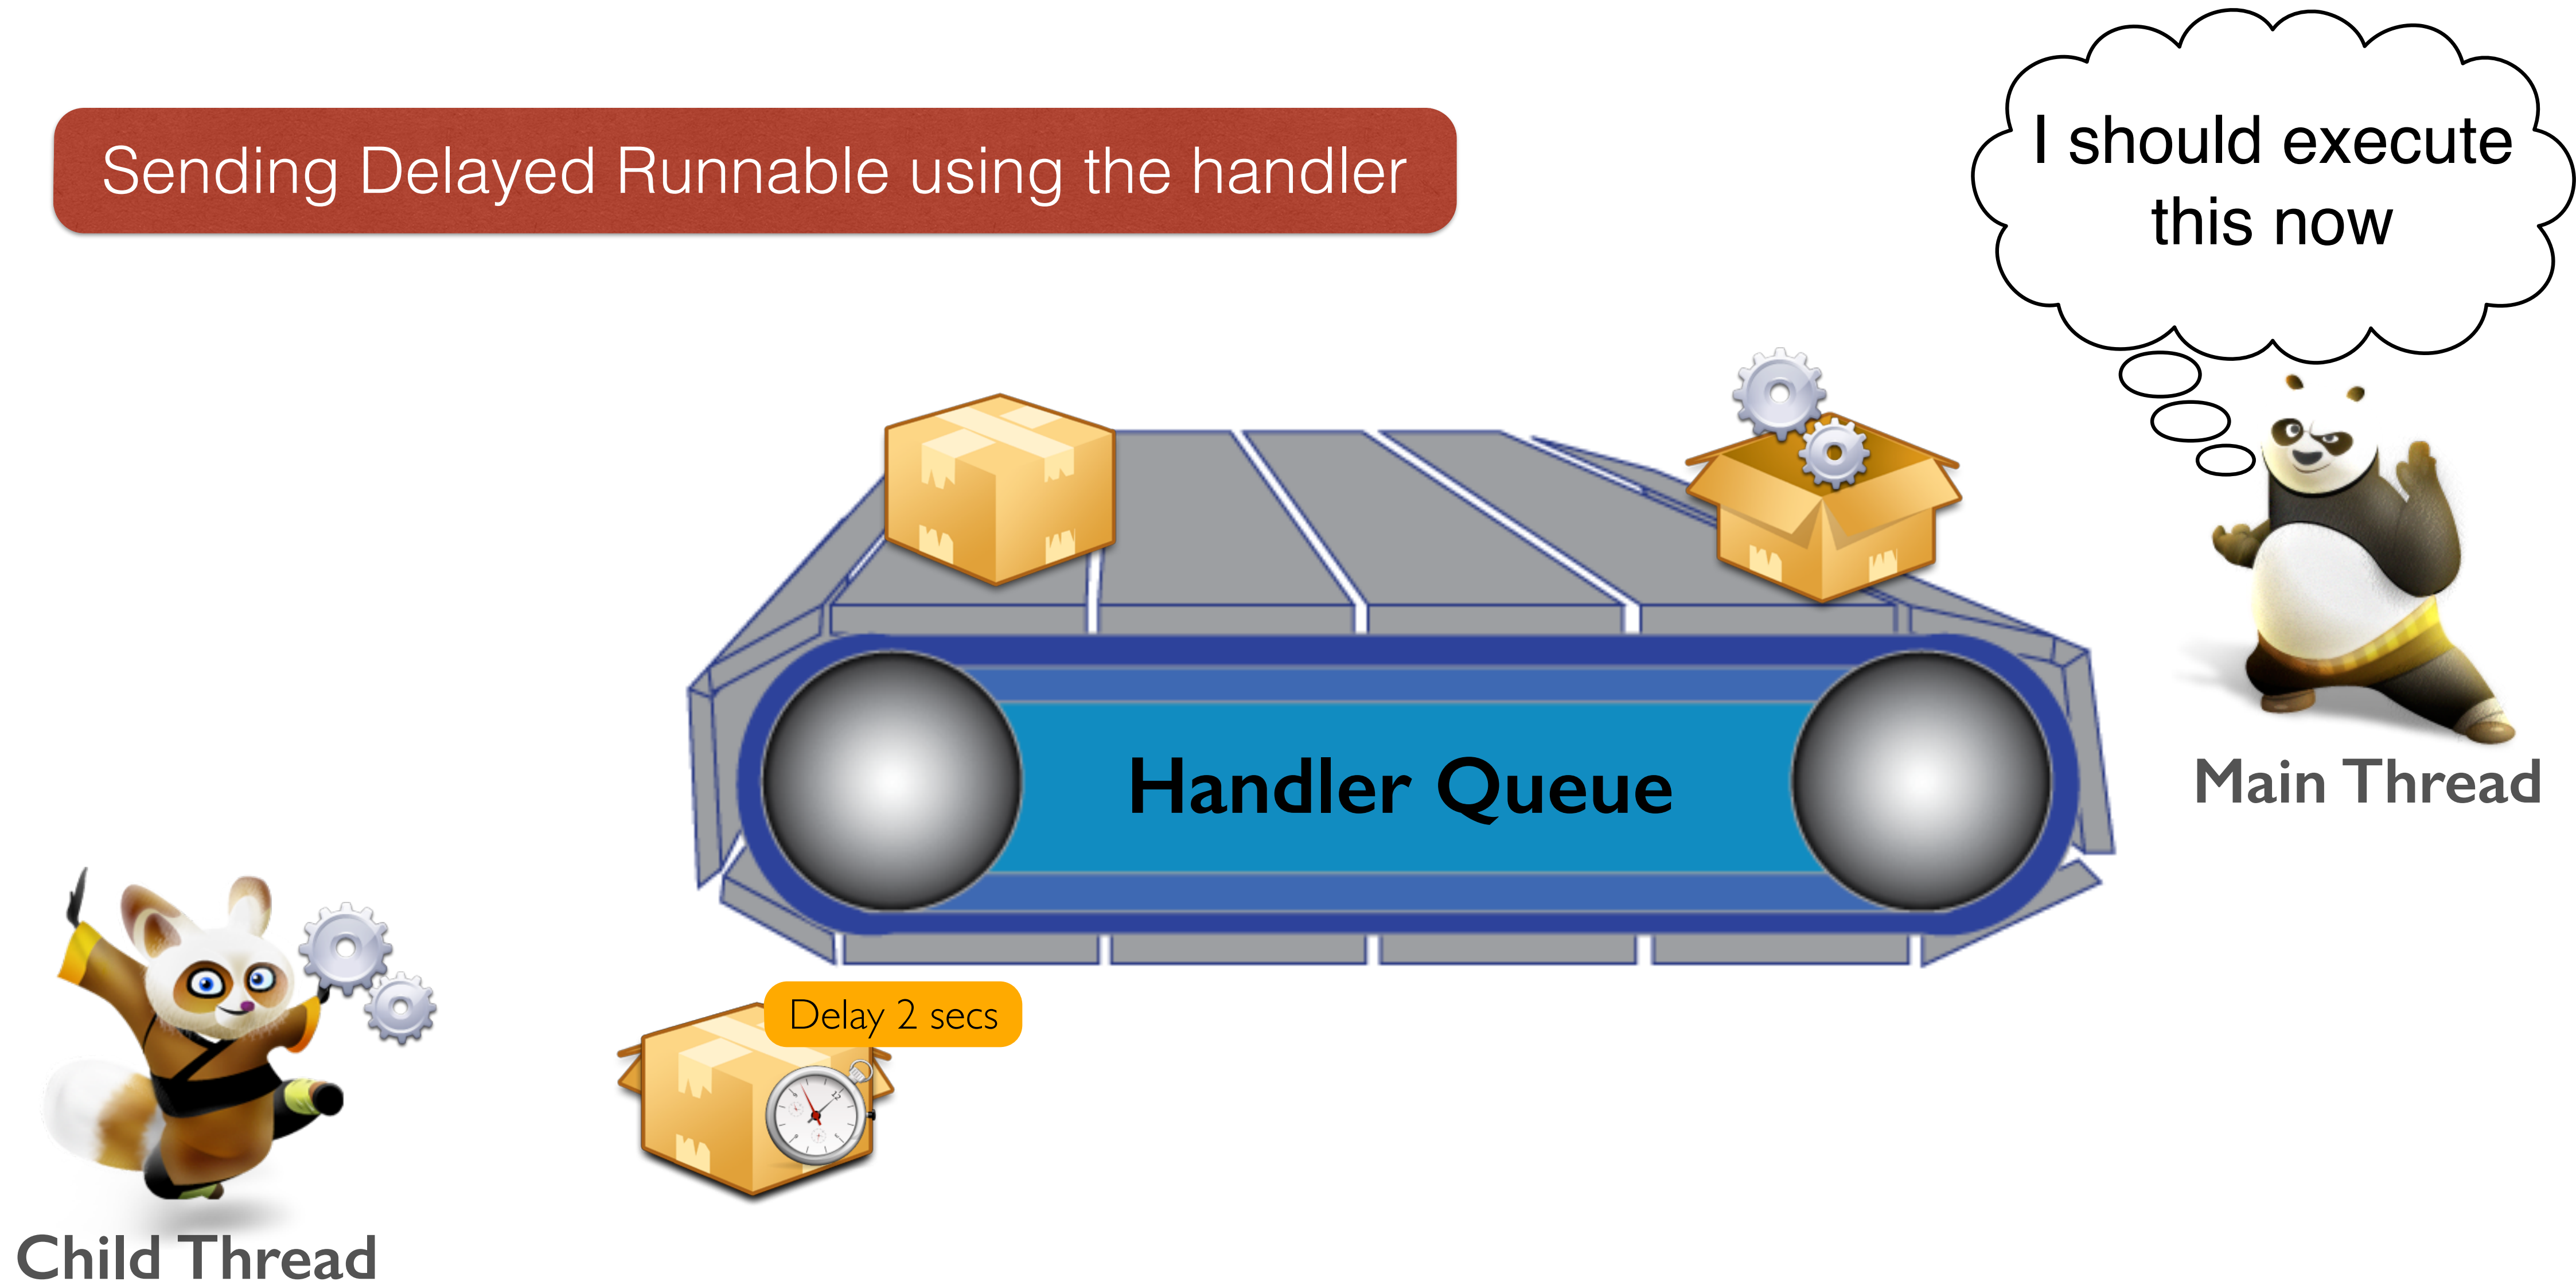 Sending Delayed Runnable using the handler
I should execute
this now
Handler Queue
Main Thread
Delay 2 secs
12
Child Thread